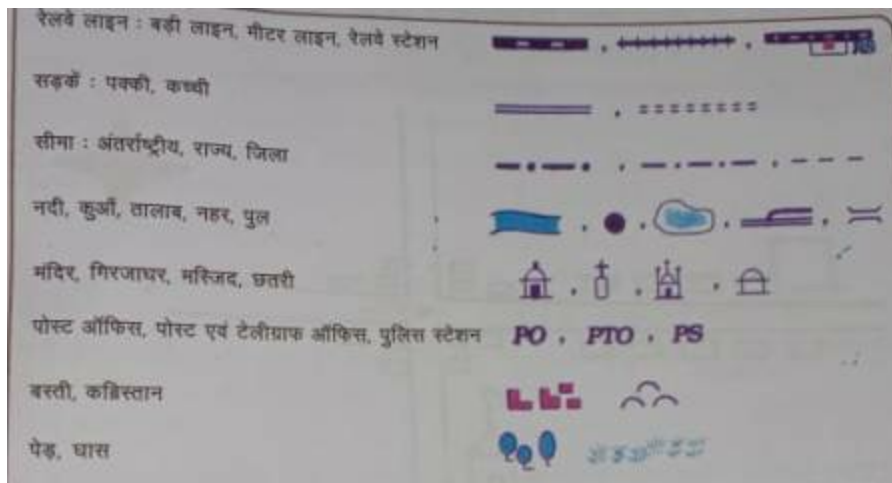 रेलवे लाइन : बड़ी लाइन, मीटर लाइन, रेलवे स्टेशन
सड़कें : पक्की, कच्ची
सीमा : अंतर्राष्ट्रीय, राज्य, जिला
नदी, कुआँ, तालाब, नहर, पुल
मंदिर, गिरजाघर, मस्जिद, छतरी
पोस्ट ऑफिस, पोस्ट एवं टेलीग्राफ ऑफिस, पुलिस स्टेशन PO, PTO, PS
बस्ती, कब्रिस्तान
पेड़, घास